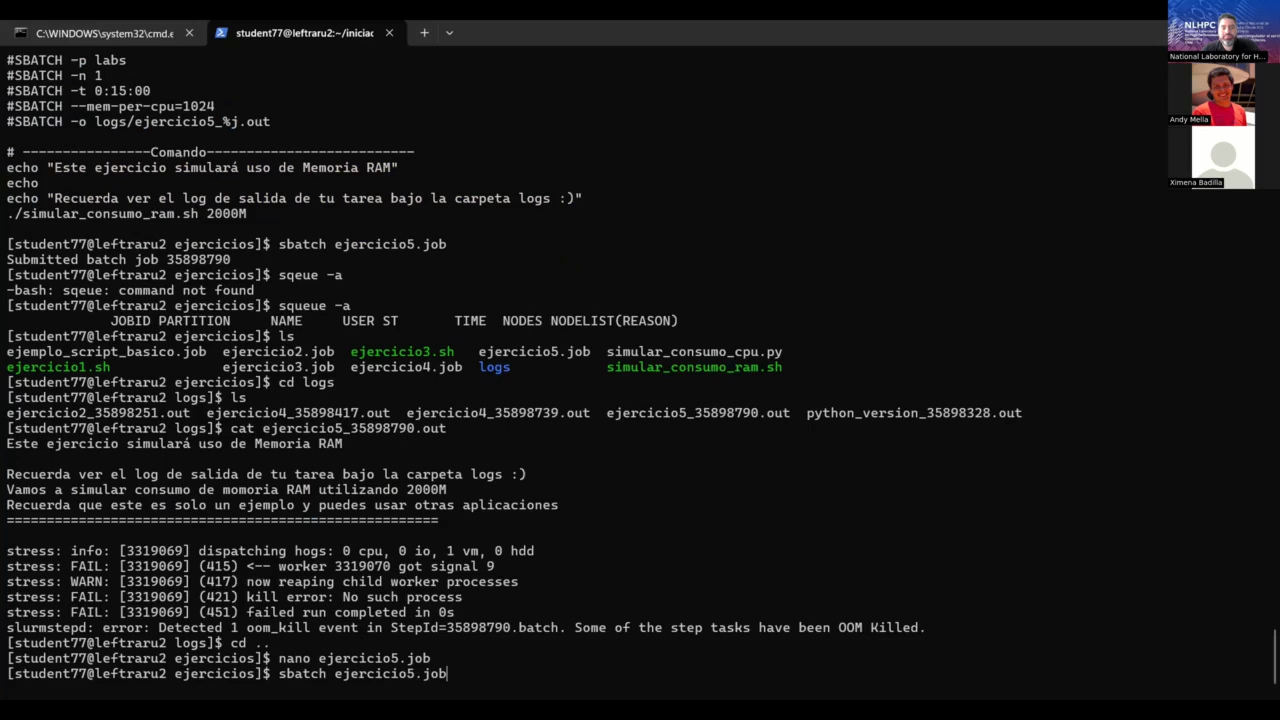 C:\WINDOWS\system32\cmd.e
student77@leftraru2:~/iniciac
#SBATCH -p labs
#SBATCH -n 1
#SBATCH -t 0:15:00
#SBATCH --mem-per-cpu=1024
#SBATCH -o logs/ejercicio5_%j.out
# ----------------Comando--------------------------
echo "Este ejercicio simulará uso de Memoria RAM"
echo
echo "Recuerda ver el log de salida de tu tarea bajo la carpeta logs :)"
./simular_consumo_ram.sh 2000M
[student77@leftraru2 ejercicios]$ sbatch ejercicio5.job
Submitted batch job 35898790
[student77@leftraru2 ejercicios]$ sqeue -a
-bash: sqeue: command not found
[student77@leftraru2 ejercicios]$ squeue -a
JOBID PARTITION NAME USER ST TIME NODES NODELIST(REASON)
[student77@leftraru2 ejercicios]$ ls
ejemplo_script_basico.job ejercicio2.job ejercicio3.sh ejercicio5.job simular_consumo_cpu.py
ejercicio1.sh ejercicio3.job ejercicio4.job logs simular_consumo_ram.sh
[student77@leftraru2 ejercicios]$ cd logs
[student77@leftraru2 logs]$ ls
ejercicio2_35898251.out ejercicio4_35898417.out ejercicio4_35898739.out ejercicio5_35898790.out python_version_35898328.out
[student77@leftraru2 logs]$ cat ejercicio5_35898790.out
Este ejercicio simulará uso de Memoria RAM
Recuerda ver el log de salida de tu tarea bajo la carpeta logs :)
Vamos a simular consumo de momoria RAM utilizando 2000M
Recuerda que este es solo un ejemplo y puedes usar otras aplicaciones
======================================================
stress: info: [3319069] dispatching hogs: 0 cpu, 0 io, 1 vm, 0 hdd
stress: FAIL: [3319069] (415) <-- worker 3319070 got signal 9
stress: WARN: [3319069] (417) now reaping child worker processes
stress: FAIL: [3319069] (421) kill error: No such process
stress: FAIL: [3319069] (451) failed run completed in 0s
slurmstepd: error: Detected 1 oom_kill event in StepId=35898790.batch. Some of the step tasks have been OOM Killed.
[student77@leftraru2 logs]$ cd ..
[student77@leftraru2 ejercicios]$ nano ejercicio5.job
[student77@leftraru2 ejercicios]$ sbatch ejercicio5.job
NLHPC
National Laboratory for H...
Andy Mella
Ximena Badilla